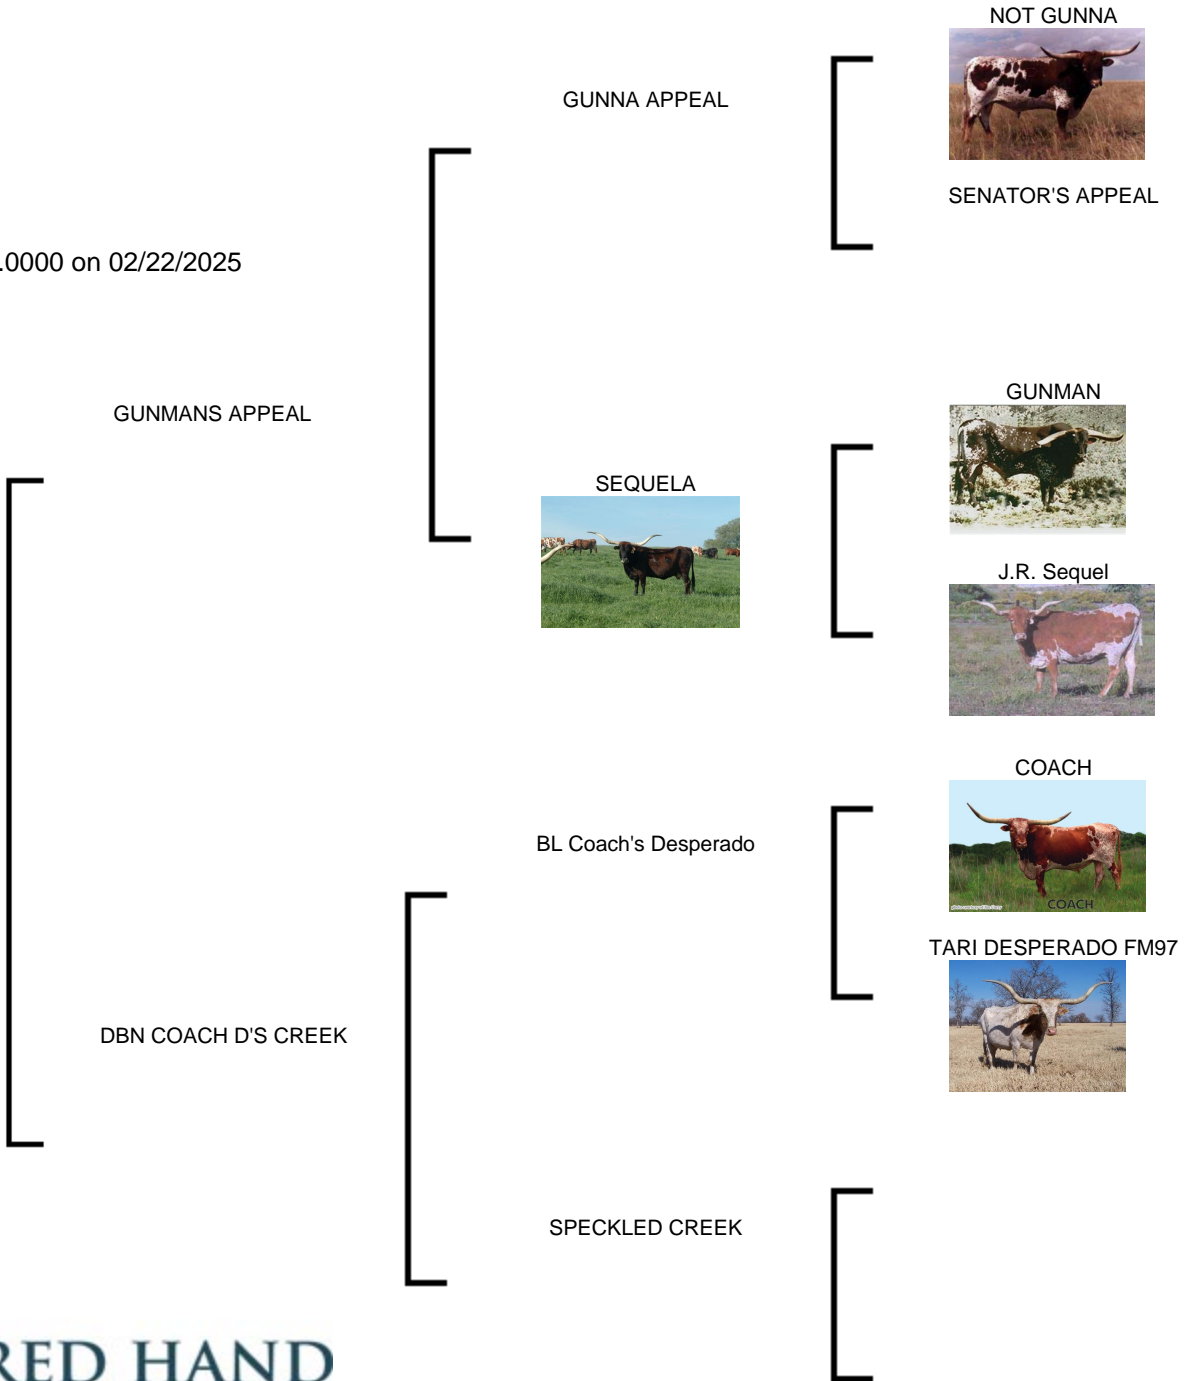 NOT GUNNA
GUNNA APPEAL
SENATOR'S APPEAL
.0000 on 02/22/2025
GUNMAN
GUNMANS APPEAL
SEQUELA
J.R. Sequel
COACH
BL Coach's Desperado
COACH
TARI DESPERADO FM97
DBN COACH D'S CREEK
SPECKLED CREEK
RED HAND